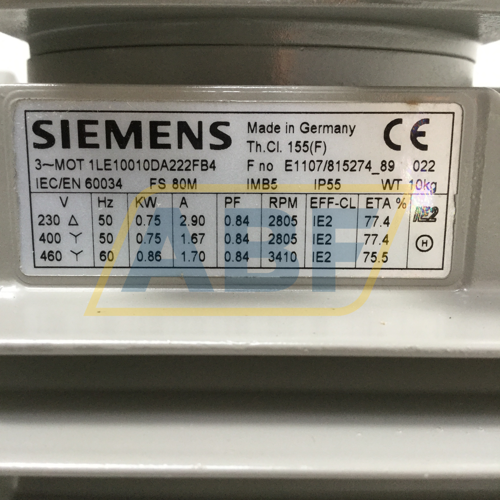 SIEMENS Made in Germany CE
Th.Cl. 155(F)
3~MOT 1LE10010DA222FB4 F no E1107/815274_89 022
IEC/EN 60034 FS 80M IMB5 IP55 WT 10kg
V Hz KW A PF RPM EFF-CL ETA % IE2
230 Δ 50 0.75 2.90 0.84 2805 IE2 77.4
400 Y 50 0.75 1.67 0.84 2805 IE2 77.4 H
460 Y 60 0.86 1.70 0.84 3410 IE2 75.5
ABF